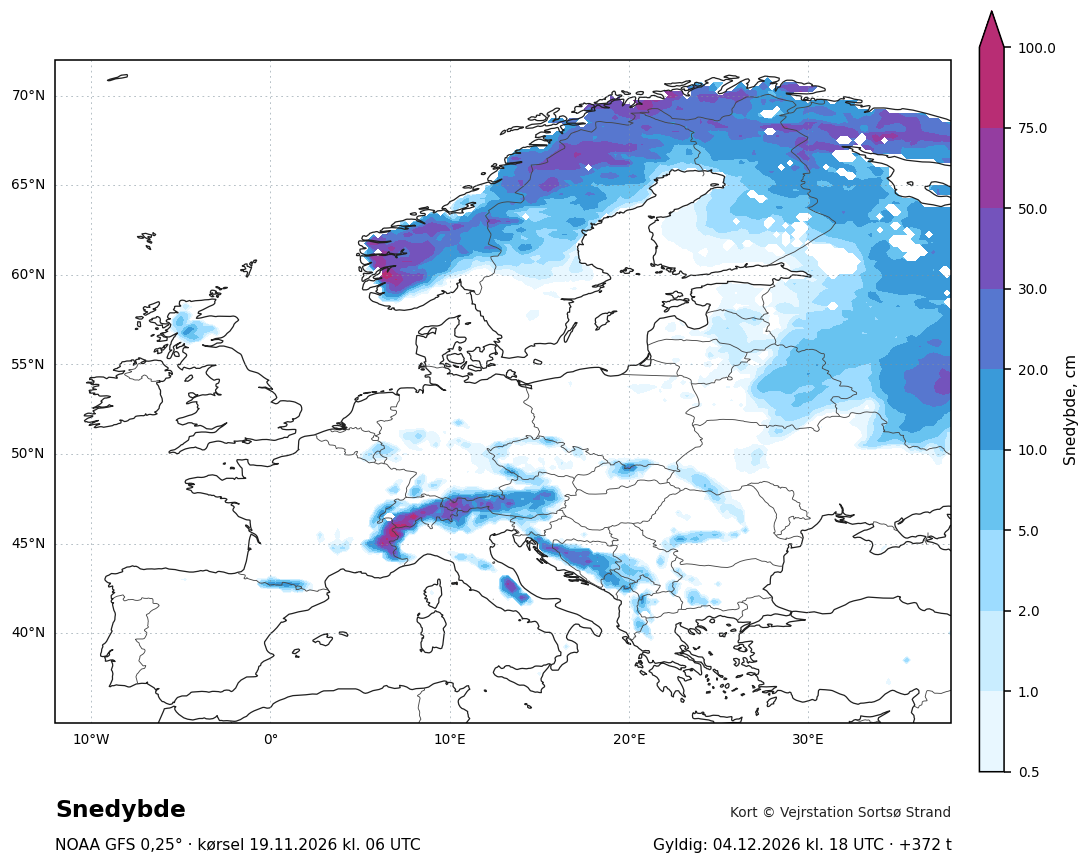 100.0
75.0
50.0
30.0
20.0
10.0
5.0
2.0
1.0
0.5
Snedybde, cm
70°N
65°N
60°N
55°N
50°N
45°N
40°N
10°W 0° 10°E 20°E 30°E
Snedybde
Kort © Vejrstation Sortsø Strand
NOAA GFS 0,25° · kørsel 19.11.2026 kl. 06 UTC
Gyldig: 04.12.2026 kl. 18 UTC · +372 t